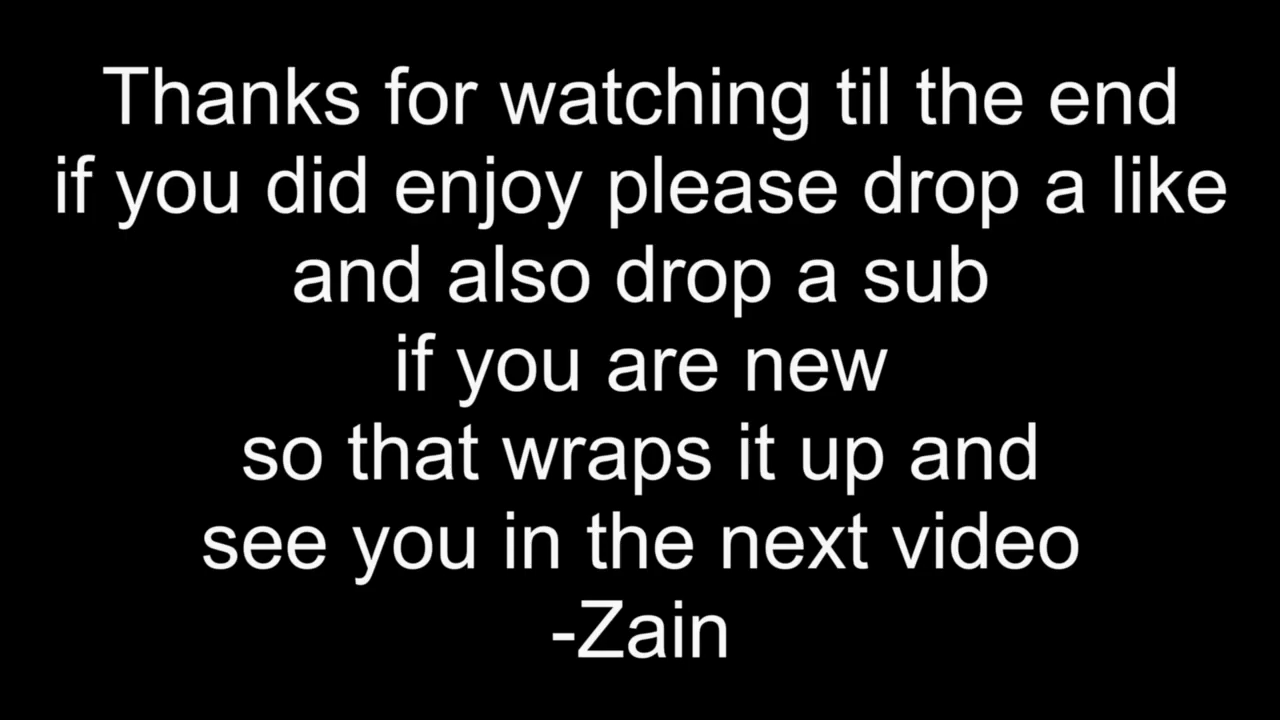 Thanks for watching til the end
if you did enjoy please drop a like
and also drop a sub
if you are new
so that wraps it up and
see you in the next video
-Zain